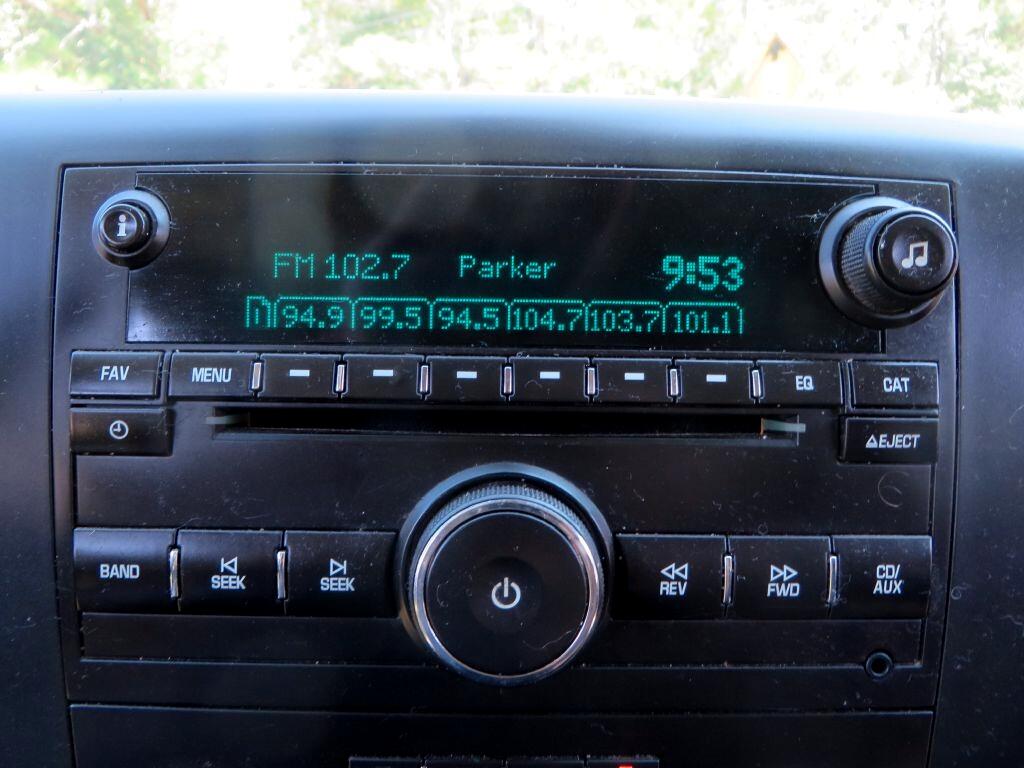 FM 102.7 Parker 9:53
1 94.9 99.5 94.5 104.7 103.7 101.1
FAV MENU EQ CAT
EJECT
BAND SEEK SEEK REV FWD CD/
AUX